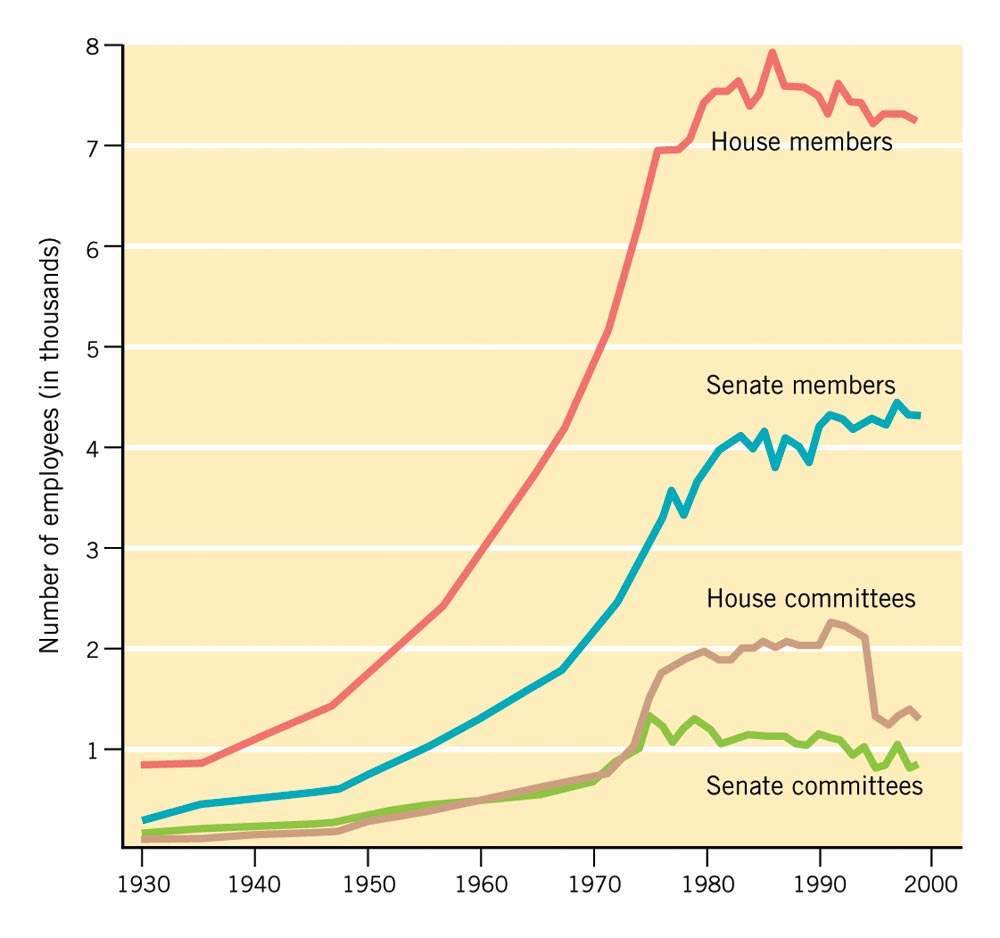 Number of employees (in thousands)
8
7
6
5
4
3
2
1
House members
Senate members
House committees
Senate committees
1930 1940 1950 1960 1970 1980 1990 2000